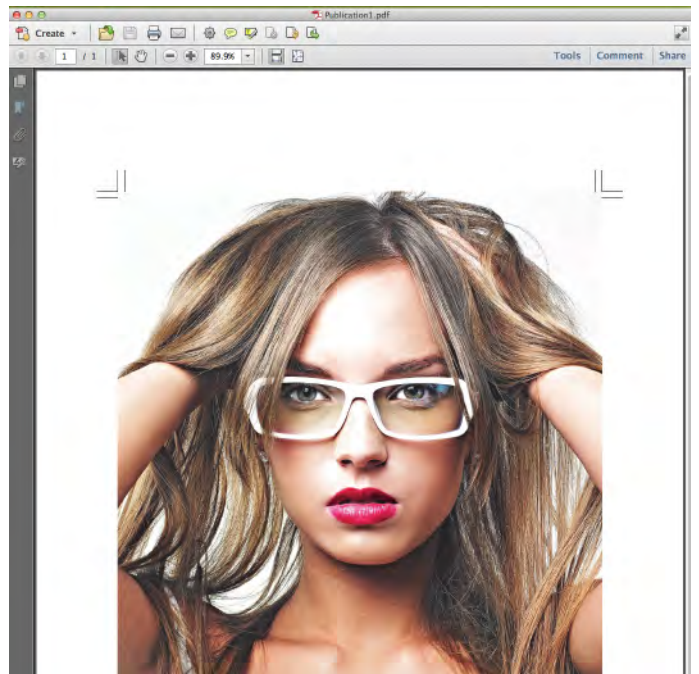 Publication1.pdf
Create
1 / 1 89.9% Tools Comment Share